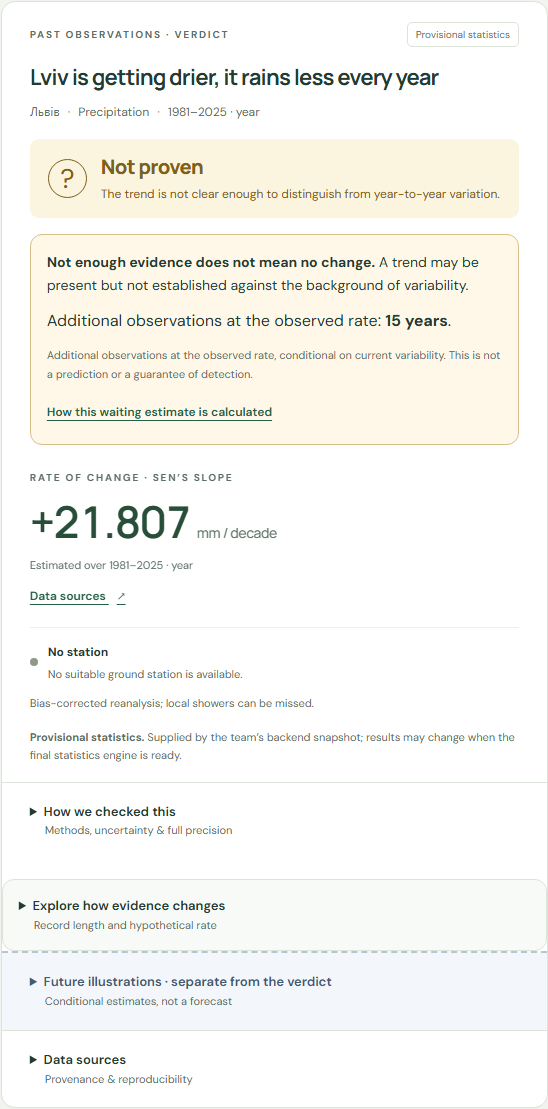 PAST OBSERVATIONS · VERDICT
Provisional statistics
Lviv is getting drier, it rains less every year
Львів · Precipitation · 1981–2025 · year
?
Not proven
The trend is not clear enough to distinguish from year-to-year variation.
Not enough evidence does not mean no change. A trend may be
present but not established against the background of variability.
Additional observations at the observed rate: 15 years.
Additional observations at the observed rate, conditional on current variability. This is not
a prediction or a guarantee of detection.
How this waiting estimate is calculated
RATE OF CHANGE · SEN'S SLOPE
+21.807 mm / decade
Estimated over 1981–2025 · year
Data sources ↗
No station
No suitable ground station is available.
Bias-corrected reanalysis; local showers can be missed.
Provisional statistics. Supplied by the team's backend snapshot; results may change when the
final statistics engine is ready.
▶ How we checked this
Methods, uncertainty & full precision
▶ Explore how evidence changes
Record length and hypothetical rate
▶ Future illustrations · separate from the verdict
Conditional estimates, not a forecast
▶ Data sources
Provenance & reproducibility